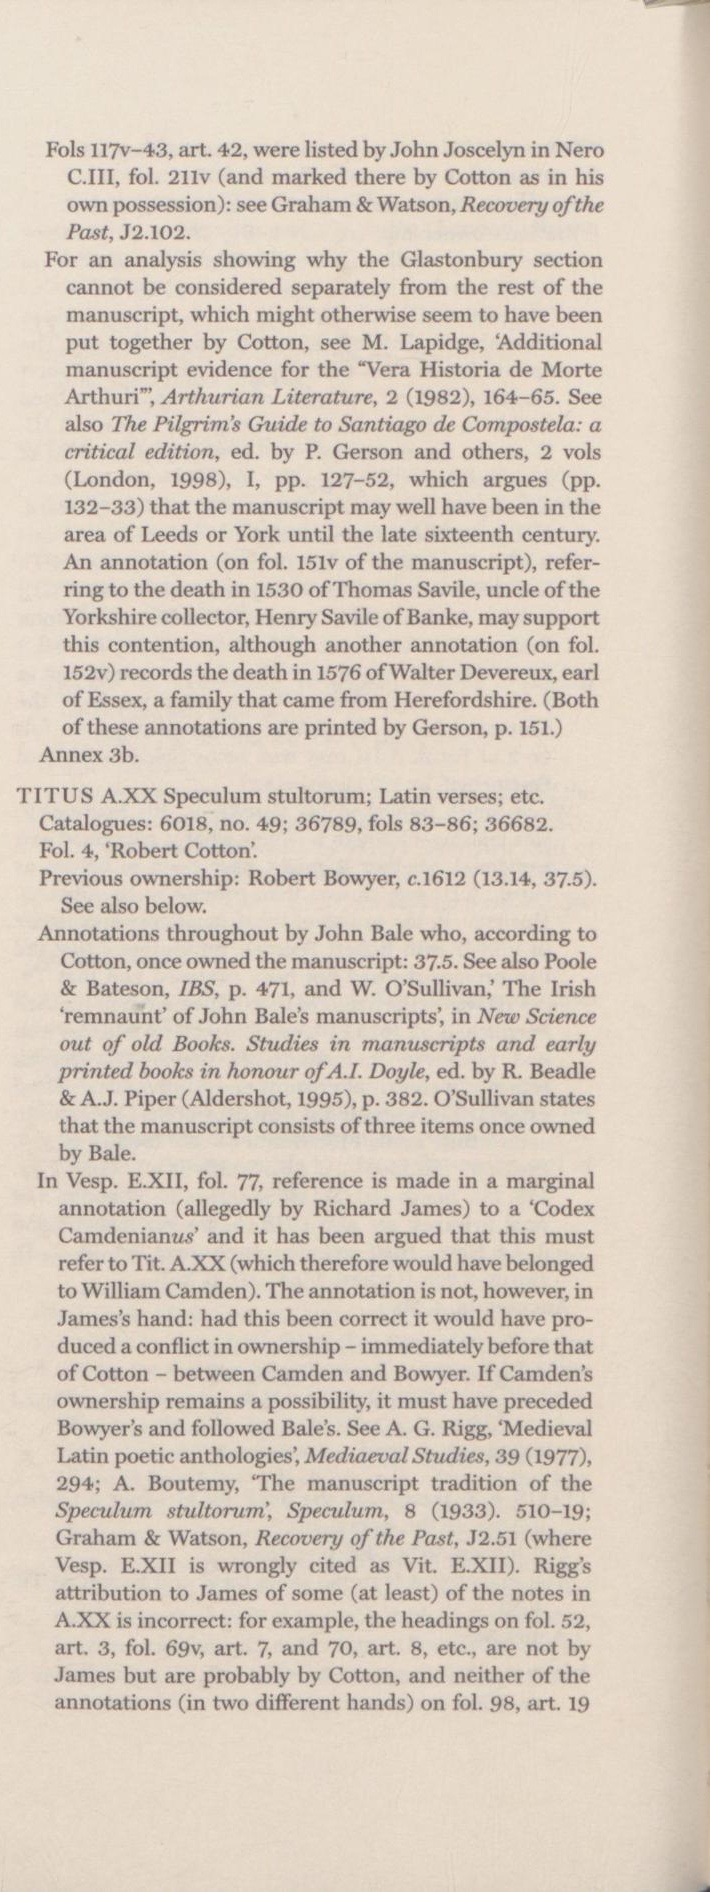 Fols 117v–43, art. 42, were listed by John Joscelyn in Nero
C.III, fol. 211v (and marked there by Cotton as in his
own possession): see Graham & Watson, Recovery of the
Past, J2.102.
For an analysis showing why the Glastonbury section
cannot be considered separately from the rest of the
manuscript, which might otherwise seem to have been
put together by Cotton, see M. Lapidge, ‘Additional
manuscript evidence for the “Vera Historia de Morte
Arthuri”’, Arthurian Literature, 2 (1982), 164–65. See
also The Pilgrim’s Guide to Santiago de Compostela: a
critical edition, ed. by P. Gerson and others, 2 vols
(London, 1998), I, pp. 127–52, which argues (pp.
132–33) that the manuscript may well have been in the
area of Leeds or York until the late sixteenth century.
An annotation (on fol. 151v of the manuscript), refer-
ring to the death in 1530 of Thomas Savile, uncle of the
Yorkshire collector, Henry Savile of Banke, may support
this contention, although another annotation (on fol.
152v) records the death in 1576 of Walter Devereux, earl
of Essex, a family that came from Herefordshire. (Both
of these annotations are printed by Gerson, p. 151.)
Annex 3b.
TITUS A.XX Speculum stultorum; Latin verses; etc.
Catalogues: 6018, no. 49; 36789, fols 83–86; 36682.
Fol. 4, ‘Robert Cotton’.
Previous ownership: Robert Bowyer, c.1612 (13.14, 37.5).
See also below.
Annotations throughout by John Bale who, according to
Cotton, once owned the manuscript: 37.5. See also Poole
& Bateson, IBS, p. 471, and W. O’Sullivan,’ The Irish
‘remnaunt’ of John Bale’s manuscripts’, in New Science
out of old Books. Studies in manuscripts and early
printed books in honour of A.I. Doyle, ed. by R. Beadle
& A.J. Piper (Aldershot, 1995), p. 382. O’Sullivan states
that the manuscript consists of three items once owned
by Bale.
In Vesp. E.XII, fol. 77, reference is made in a marginal
annotation (allegedly by Richard James) to a ‘Codex
Camdenianus’ and it has been argued that this must
refer to Tit. A.XX (which therefore would have belonged
to William Camden). The annotation is not, however, in
James’s hand: had this been correct it would have pro-
duced a conflict in ownership – immediately before that
of Cotton – between Camden and Bowyer. If Camden’s
ownership remains a possibility, it must have preceded
Bowyer’s and followed Bale’s. See A. G. Rigg, ‘Medieval
Latin poetic anthologies’, Mediaeval Studies, 39 (1977),
294; A. Boutemy, ‘The manuscript tradition of the
Speculum stultorum’, Speculum, 8 (1933). 510–19;
Graham & Watson, Recovery of the Past, J2.51 (where
Vesp. E.XII is wrongly cited as Vit. E.XII). Rigg’s
attribution to James of some (at least) of the notes in
A.XX is incorrect: for example, the headings on fol. 52,
art. 3, fol. 69v, art. 7, and 70, art. 8, etc., are not by
James but are probably by Cotton, and neither of the
annotations (in two different hands) on fol. 98, art. 19